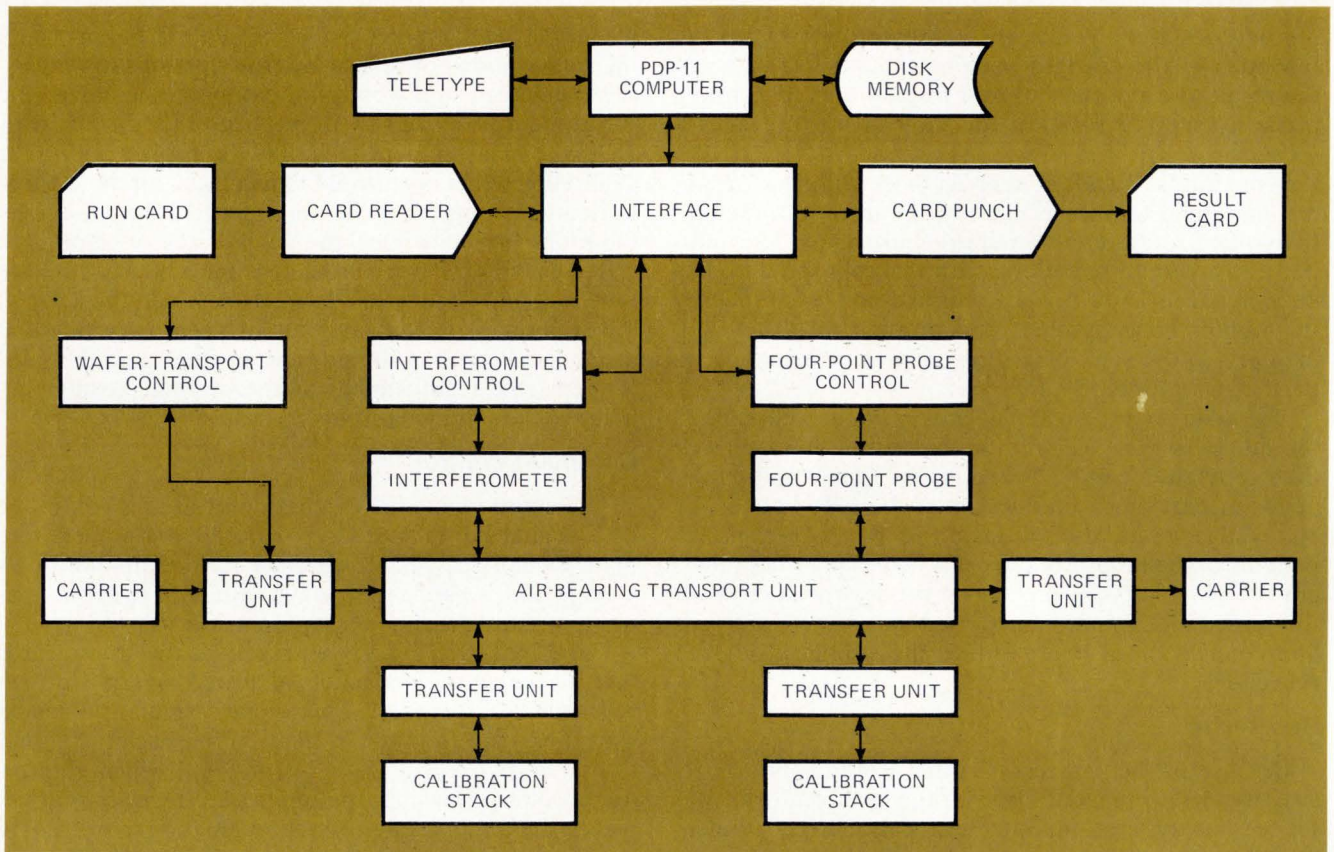 TELETYPE
PDP-11
COMPUTER
DISK
MEMORY
RUN CARD
CARD READER
INTERFACE
CARD PUNCH
RESULT
CARD
WAFER-TRANSPORT
CONTROL
INTERFEROMETER
CONTROL
FOUR-POINT PROBE
CONTROL
INTERFEROMETER
FOUR-POINT PROBE
CARRIER
TRANSFER
UNIT
AIR-BEARING TRANSPORT UNIT
TRANSFER
UNIT
CARRIER
TRANSFER UNIT
TRANSFER UNIT
CALIBRATION
STACK
CALIBRATION
STACK